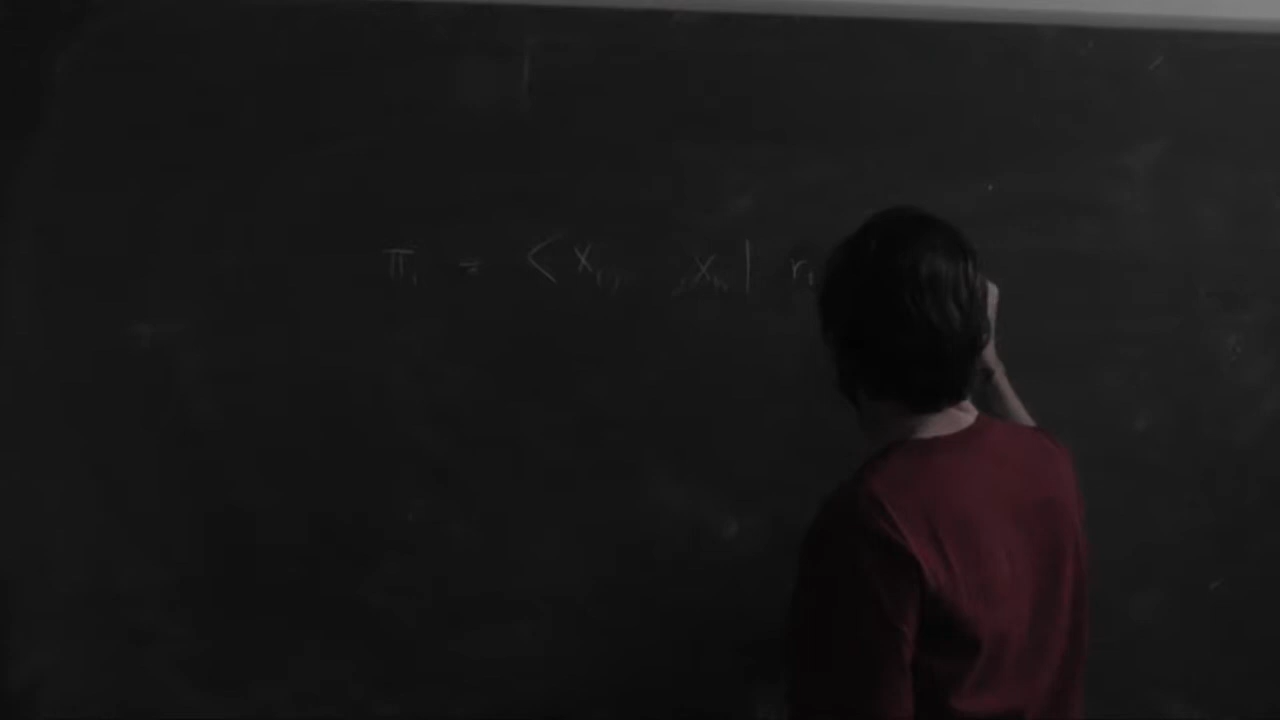 π₁ = < x₁, , xₙ | r₁